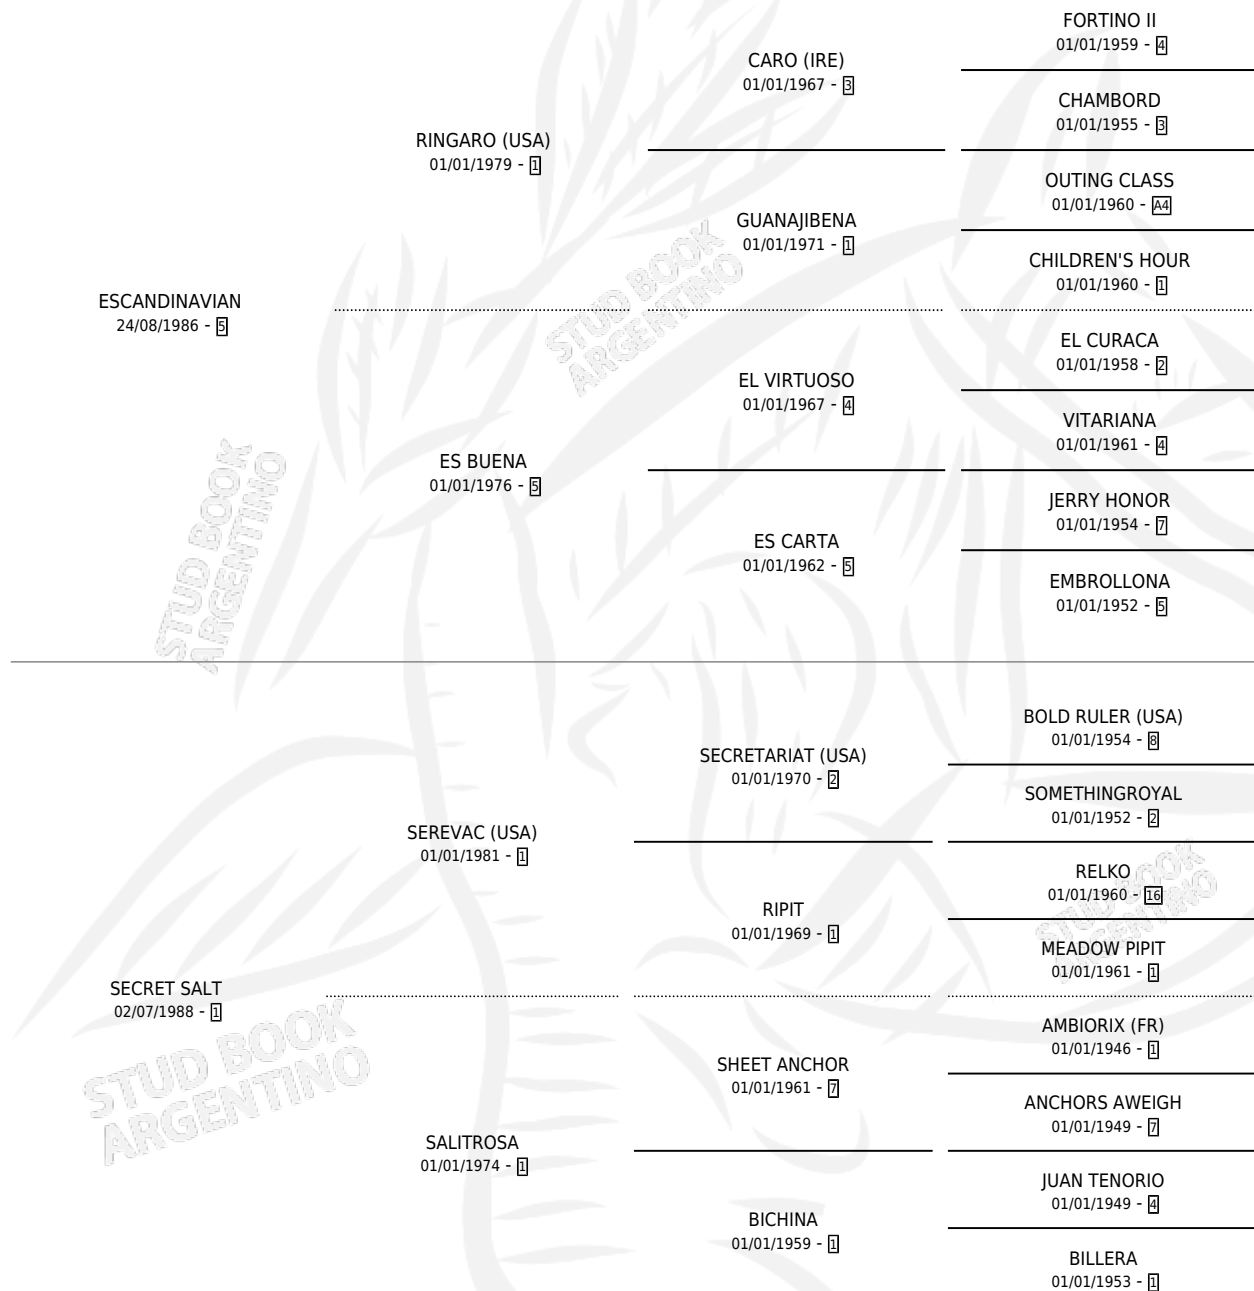 FORTINO II
01/01/1959 - 4
CARO (IRE)
01/01/1967 - 3
CHAMBORD
01/01/1955 - 3
RINGARO (USA)
01/01/1979 - 1
OUTING CLASS
01/01/1960 - A4
GUANAJIBENA
01/01/1971 - 1
CHILDREN'S HOUR
01/01/1960 - 1
ESCANDINAVIAN
24/08/1986 - 5
EL CURACA
01/01/1958 - 2
EL VIRTUOSO
01/01/1967 - 4
VITARIANA
01/01/1961 - 4
ES BUENA
01/01/1976 - 5
JERRY HONOR
01/01/1954 - 7
ES CARTA
01/01/1962 - 5
EMBROLLONA
01/01/1952 - 5
BOLD RULER (USA)
01/01/1954 - 8
SECRETARIAT (USA)
01/01/1970 - 2
SOMETHINGROYAL
01/01/1952 - 2
SEREVAC (USA)
01/01/1981 - 1
RELKO
01/01/1960 - 16
RIPIT
01/01/1969 - 1
MEADOW PIPIT
01/01/1961 - 1
SECRET SALT
02/07/1988 - 1
AMBIORIX (FR)
01/01/1946 - 1
SHEET ANCHOR
01/01/1961 - 7
ANCHORS AWEIGH
01/01/1949 - 7
SALITROSA
01/01/1974 - 1
JUAN TENORIO
01/01/1949 - 4
BICHINA
01/01/1959 - 1
BILLERA
01/01/1953 - 1
STUD BOOK
ARGENTINO
STUD BOOK
ARGENTINO
STUD BOOK
ARGENTINO
STUD BOOK
ARGENTINO